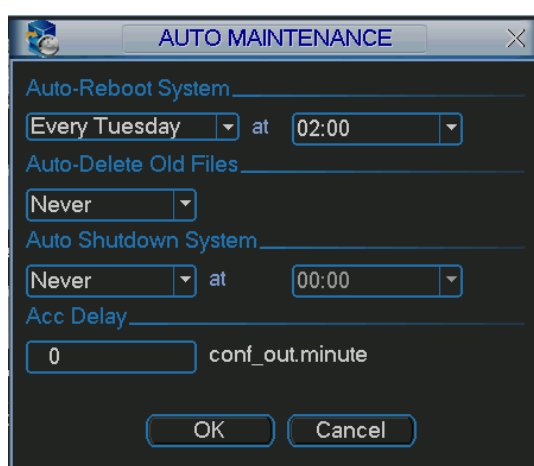 AUTO MAINTENANCE
Auto-Reboot System
Every Tuesday at 02:00
Auto-Delete Old Files
Never
Auto Shutdown System
Never at 00:00
Acc Delay
0 conf_out.minute
OK Cancel